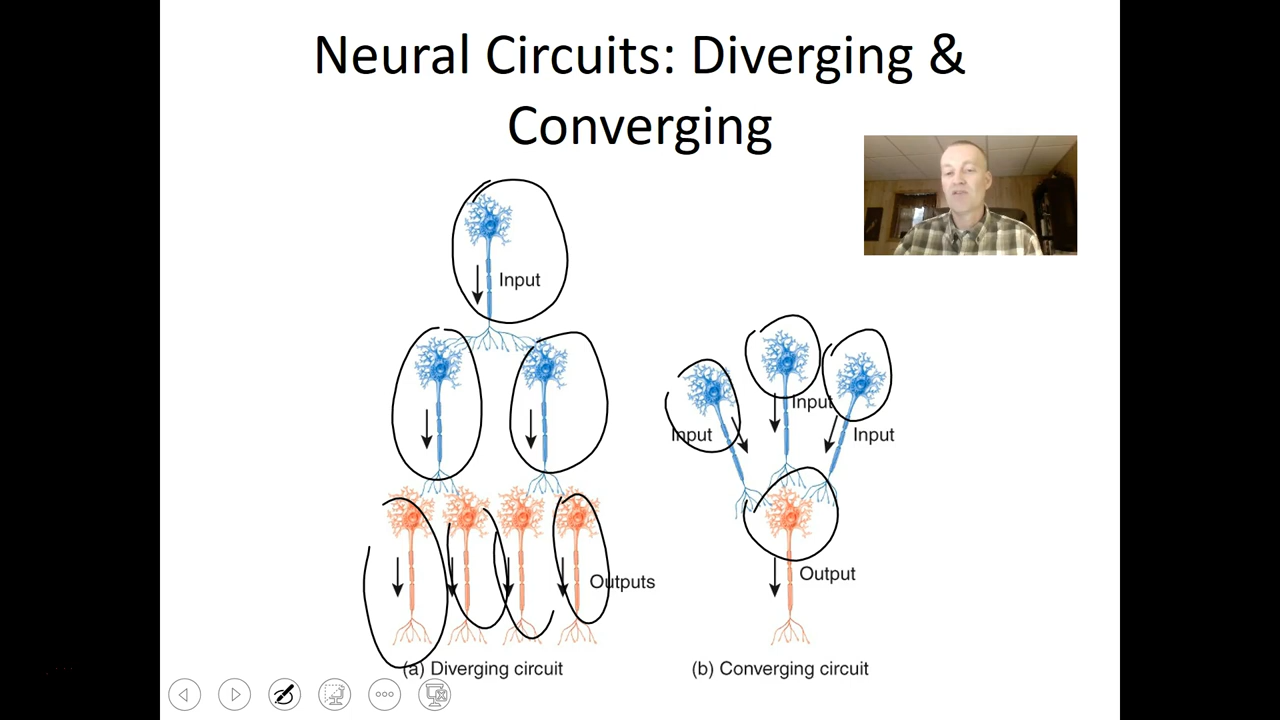 Neural Circuits: Diverging &
Converging
Input
Input
Input
Input
Outputs
Output
(a) Diverging circuit
(b) Converging circuit